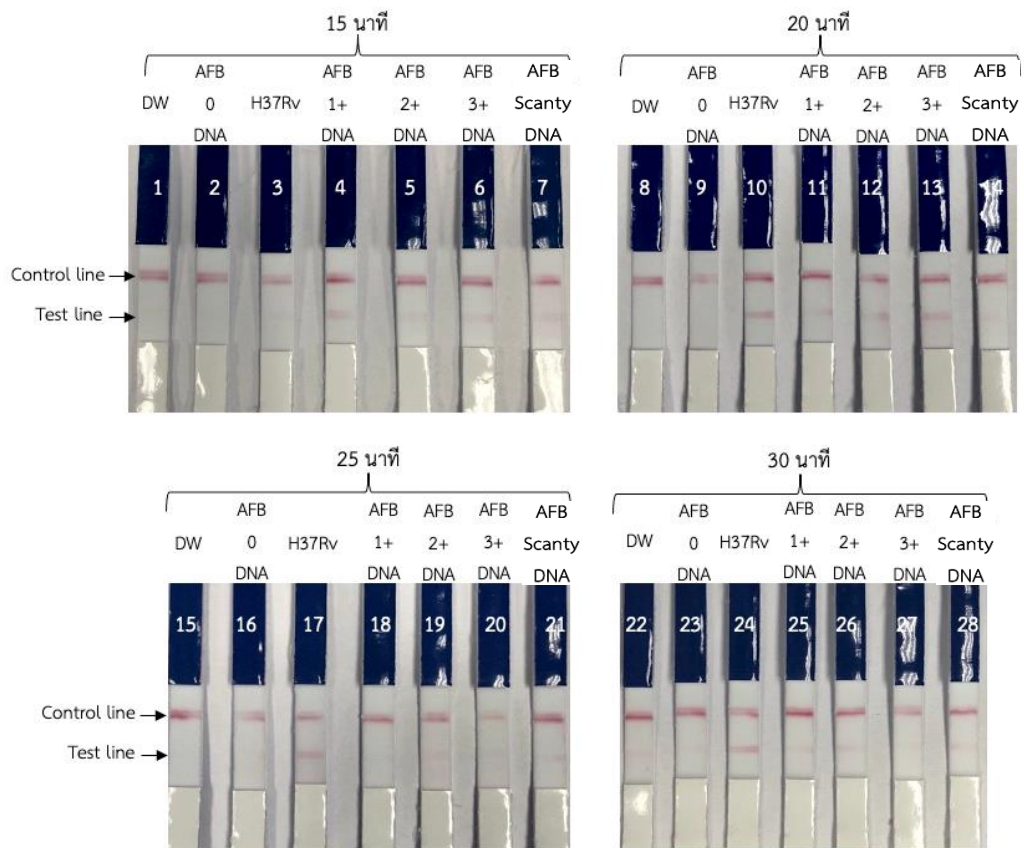 15 นาที
AFB AFB AFB AFB AFB
DW 0 H37Rv 1+ 2+ 3+ Scanty
DNA DNA DNA DNA DNA
1 2 3 4 5 6 7
Control line
Test line
20 นาที
AFB AFB AFB AFB AFB
DW 0 H37Rv 1+ 2+ 3+ Scanty
DNA DNA DNA DNA DNA
8 9 10 11 12 13 14
25 นาที
AFB AFB AFB AFB AFB
DW 0 H37Rv 1+ 2+ 3+ Scanty
DNA DNA DNA DNA DNA
15 16 17 18 19 20 21
Control line
Test line
30 นาที
AFB AFB AFB AFB AFB
DW 0 H37Rv 1+ 2+ 3+ Scanty
DNA DNA DNA DNA DNA
22 23 24 25 26 27 28